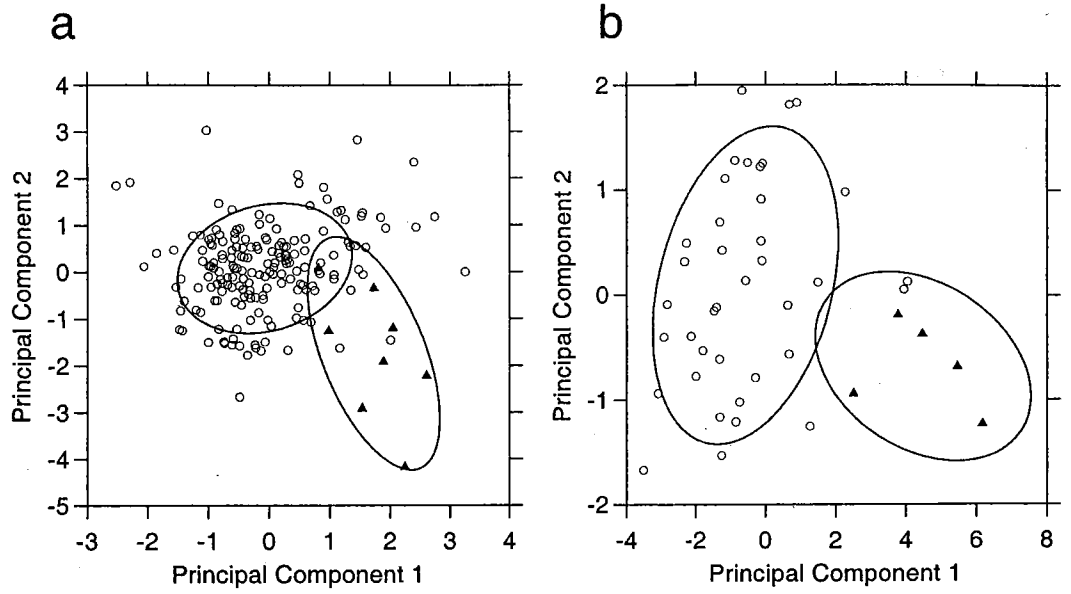 a
b
4
3
2
1
0
-1
-2
-3
-4
-5
Principal Component 2
-3 -2 -1 0 1 2 3 4
Principal Component 1
2
1
0
-1
-2
Principal Component 2
-4 -2 0 2 4 6 8
Principal Component 1